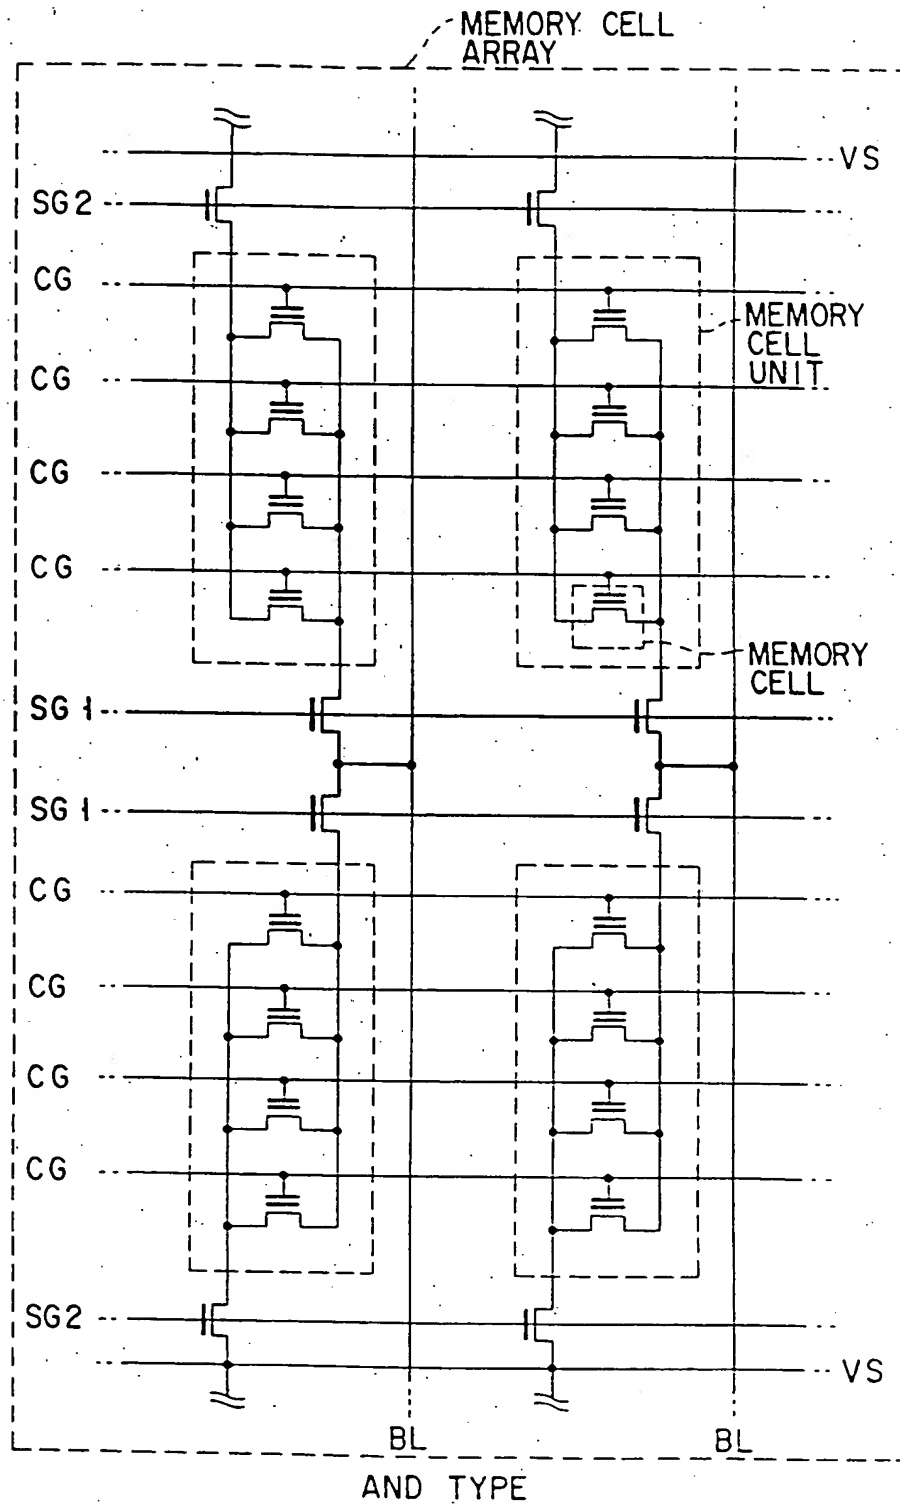 MEMORY CELL
ARRAY
VS
SG2
CG
CG
MEMORY
CELL
UNIT
CG
CG
MEMORY
CELL
SG1
SG1
CG
CG
CG
CG
SG2
VS
BL
BL
AND TYPE